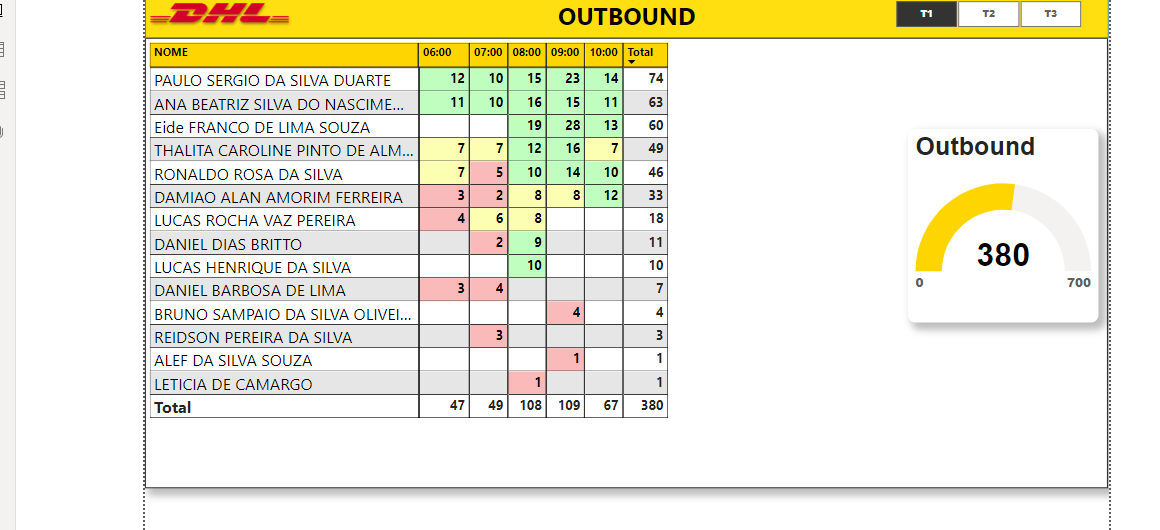 DHL OUTBOUND T1 T2 T3
NOME 06:00 07:00 08:00 09:00 10:00 Total
PAULO SERGIO DA SILVA DUARTE 12 10 15 23 14 74
ANA BEATRIZ SILVA DO NASCIME... 11 10 16 15 11 63
Eide FRANCO DE LIMA SOUZA 19 28 13 60
THALITA CAROLINE PINTO DE ALM... 7 7 12 16 7 49
RONALDO ROSA DA SILVA 7 5 10 14 10 46
DAMIAO ALAN AMORIM FERREIRA 3 2 8 8 12 33
LUCAS ROCHA VAZ PEREIRA 4 6 8 18
DANIEL DIAS BRITTO 2 9 11
LUCAS HENRIQUE DA SILVA 10 10
DANIEL BARBOSA DE LIMA 3 4 7
BRUNO SAMPAIO DA SILVA OLIVEI... 4 4
REIDSON PEREIRA DA SILVA 3 3
ALEF DA SILVA SOUZA 1 1
LETICIA DE CAMARGO 1 1
Total 47 49 108 109 67 380
Outbound
380
0 700